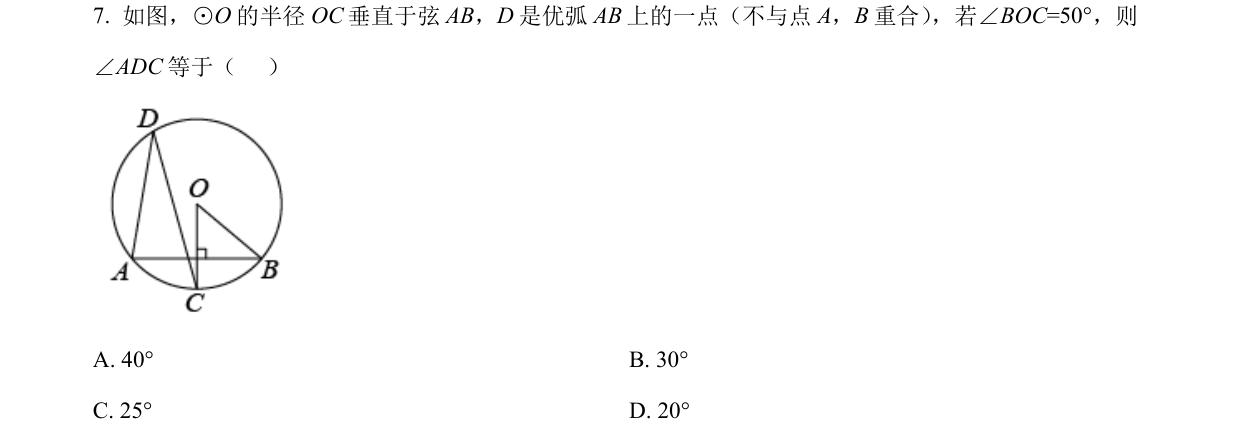 7. 如图，⊙O 的半径 OC 垂直于弦 AB，D 是优弧 AB 上的一点（不与点 A，B 重合），若∠BOC=50°，则
∠ADC 等于（ ）
D
O
A
B
C
A. 40°
B. 30°
C. 25°
D. 20°